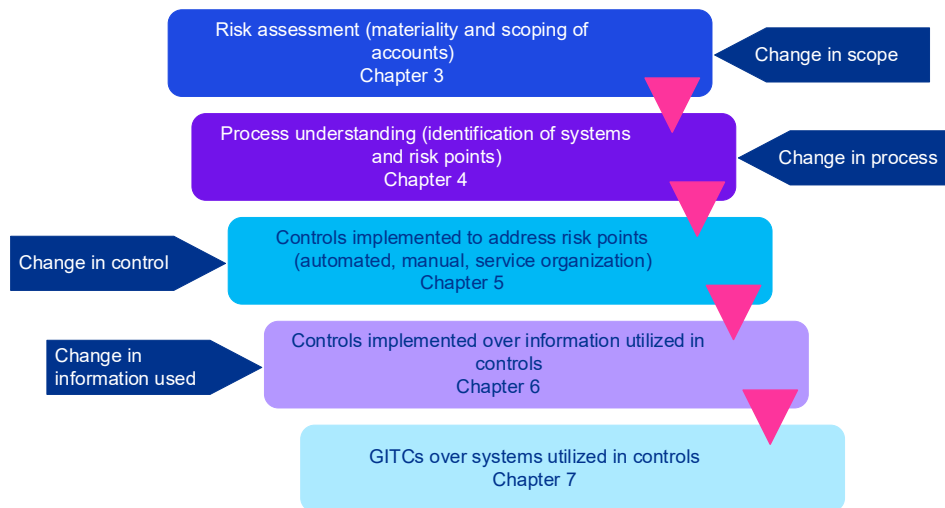 Risk assessment (materiality and scoping of
accounts)
Chapter 3
Change in scope
Process understanding (identification of systems
and risk points)
Chapter 4
Change in process
Controls implemented to address risk points
(automated, manual, service organization)
Chapter 5
Change in control
Controls implemented over information utilized in
controls
Chapter 6
Change in
information used
GITCs over systems utilized in controls
Chapter 7